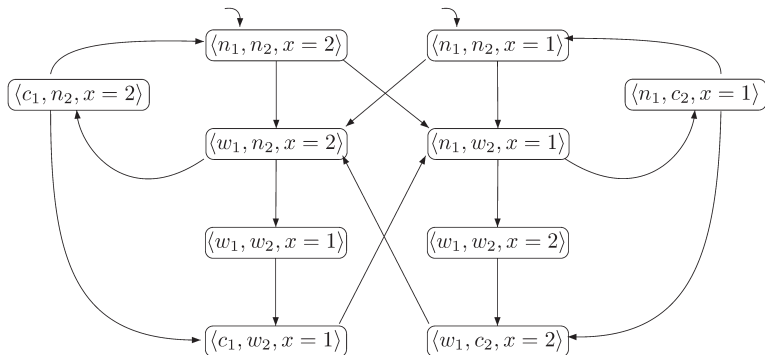 ⟨n₁, n₂, x = 2⟩
⟨n₁, n₂, x = 1⟩
⟨c₁, n₂, x = 2⟩
⟨n₁, c₂, x = 1⟩
⟨w₁, n₂, x = 2⟩
⟨n₁, w₂, x = 1⟩
⟨w₁, w₂, x = 1⟩
⟨w₁, w₂, x = 2⟩
⟨c₁, w₂, x = 1⟩
⟨w₁, c₂, x = 2⟩